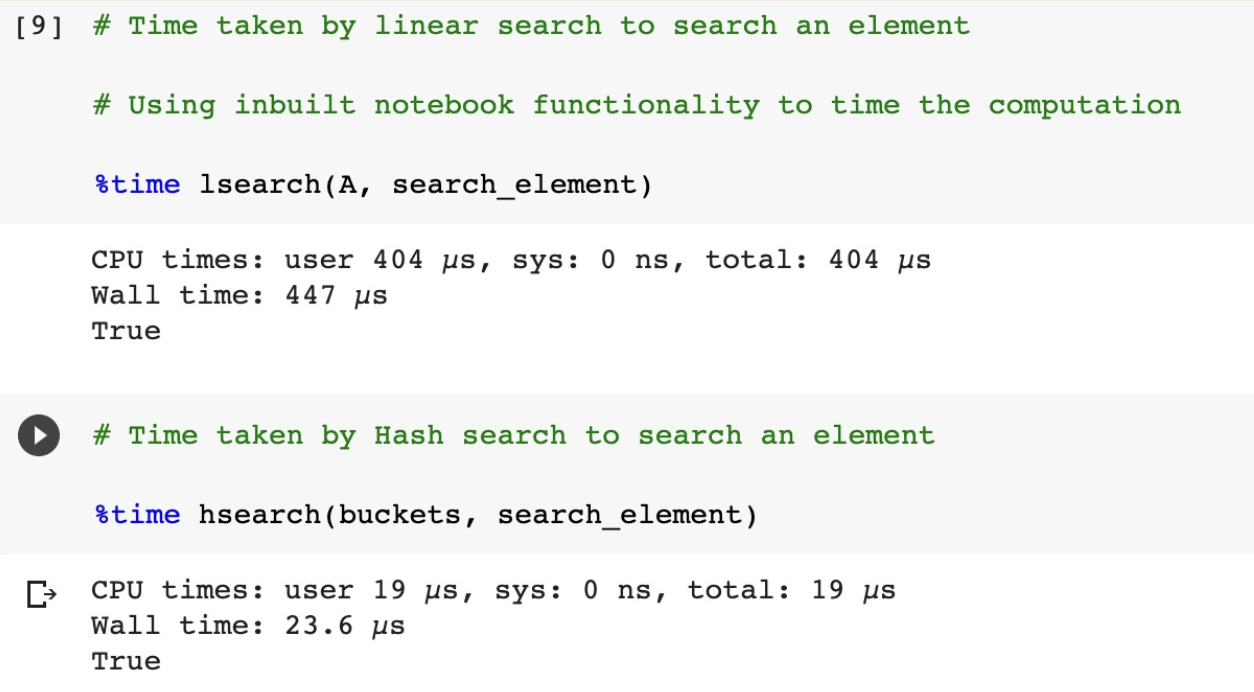 [9] # Time taken by linear search to search an element
# Using inbuilt notebook functionality to time the computation
%time lsearch(A, search_element)
CPU times: user 404 µs, sys: 0 ns, total: 404 µs
Wall time: 447 µs
True
# Time taken by Hash search to search an element
%time hsearch(buckets, search_element)
CPU times: user 19 µs, sys: 0 ns, total: 19 µs
Wall time: 23.6 µs
True